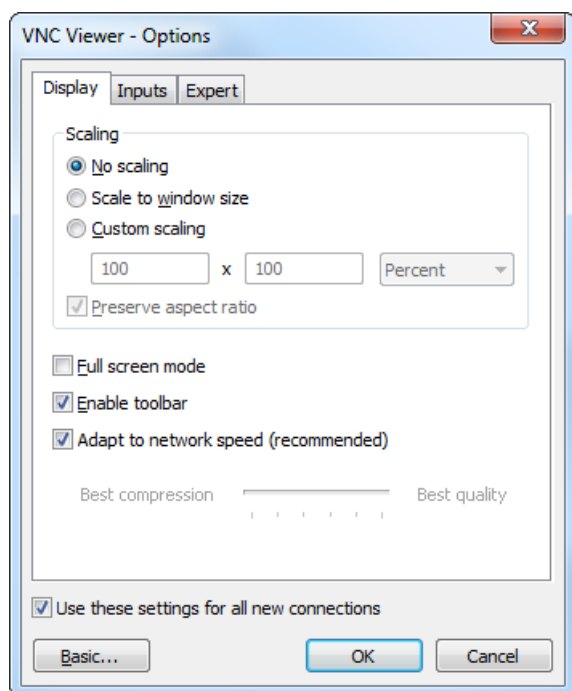 VNC Viewer - Options
Display Inputs Expert
Scaling
No scaling
Scale to window size
Custom scaling
100 x 100 Percent
Preserve aspect ratio
Full screen mode
Enable toolbar
Adapt to network speed (recommended)
Best compression Best quality
Use these settings for all new connections
Basic... OK Cancel